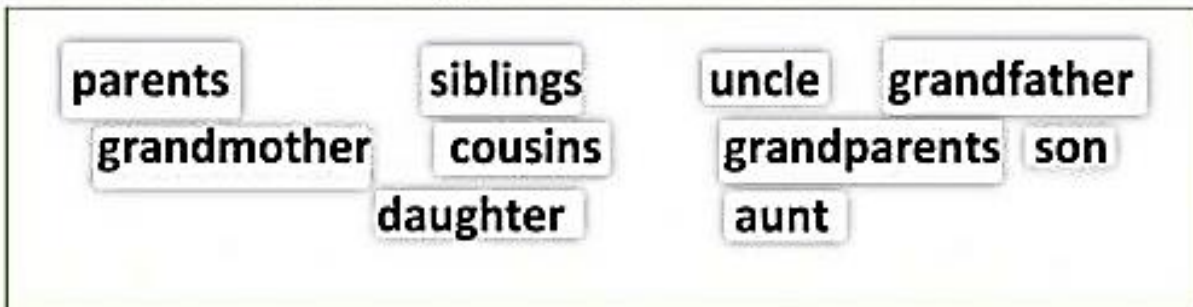 parents siblings uncle grandfather
grandmother cousins grandparents son
daughter aunt